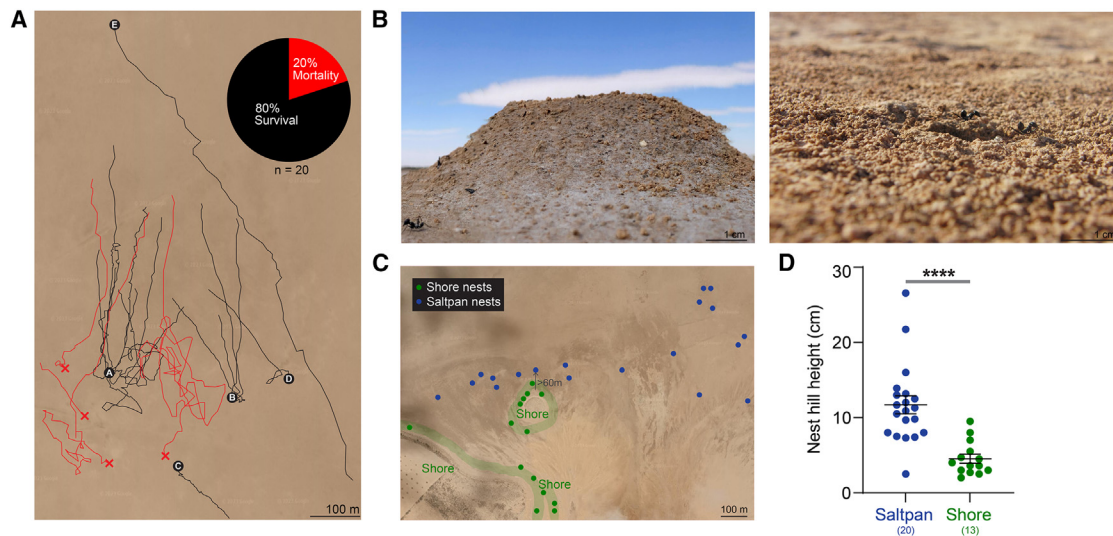 A
E
20%
Mortality
80%
Survival
n = 20
A
B
C
D
100 m
B
1 cm
1 cm
C
Shore nests
Saltpan nests
>60m
Shore
Shore
Shore
100 m
D
****
Nest hill height (cm)
30
20
10
0
Saltpan
(20)
Shore
(13)